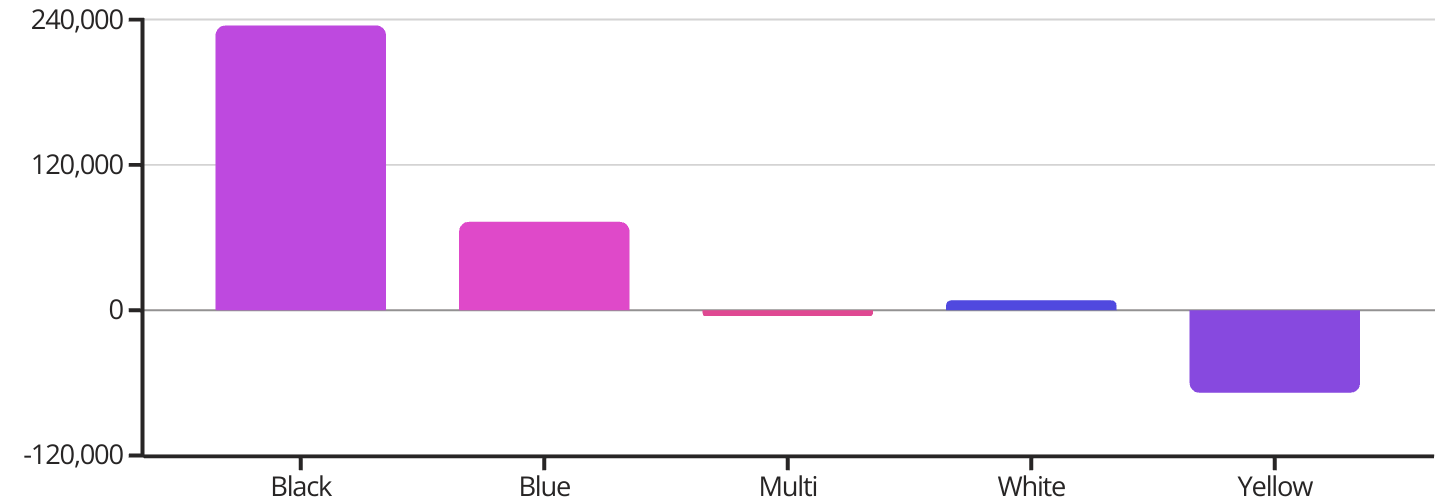 240,000
120,000
0
-120,000
Black Blue Multi White Yellow